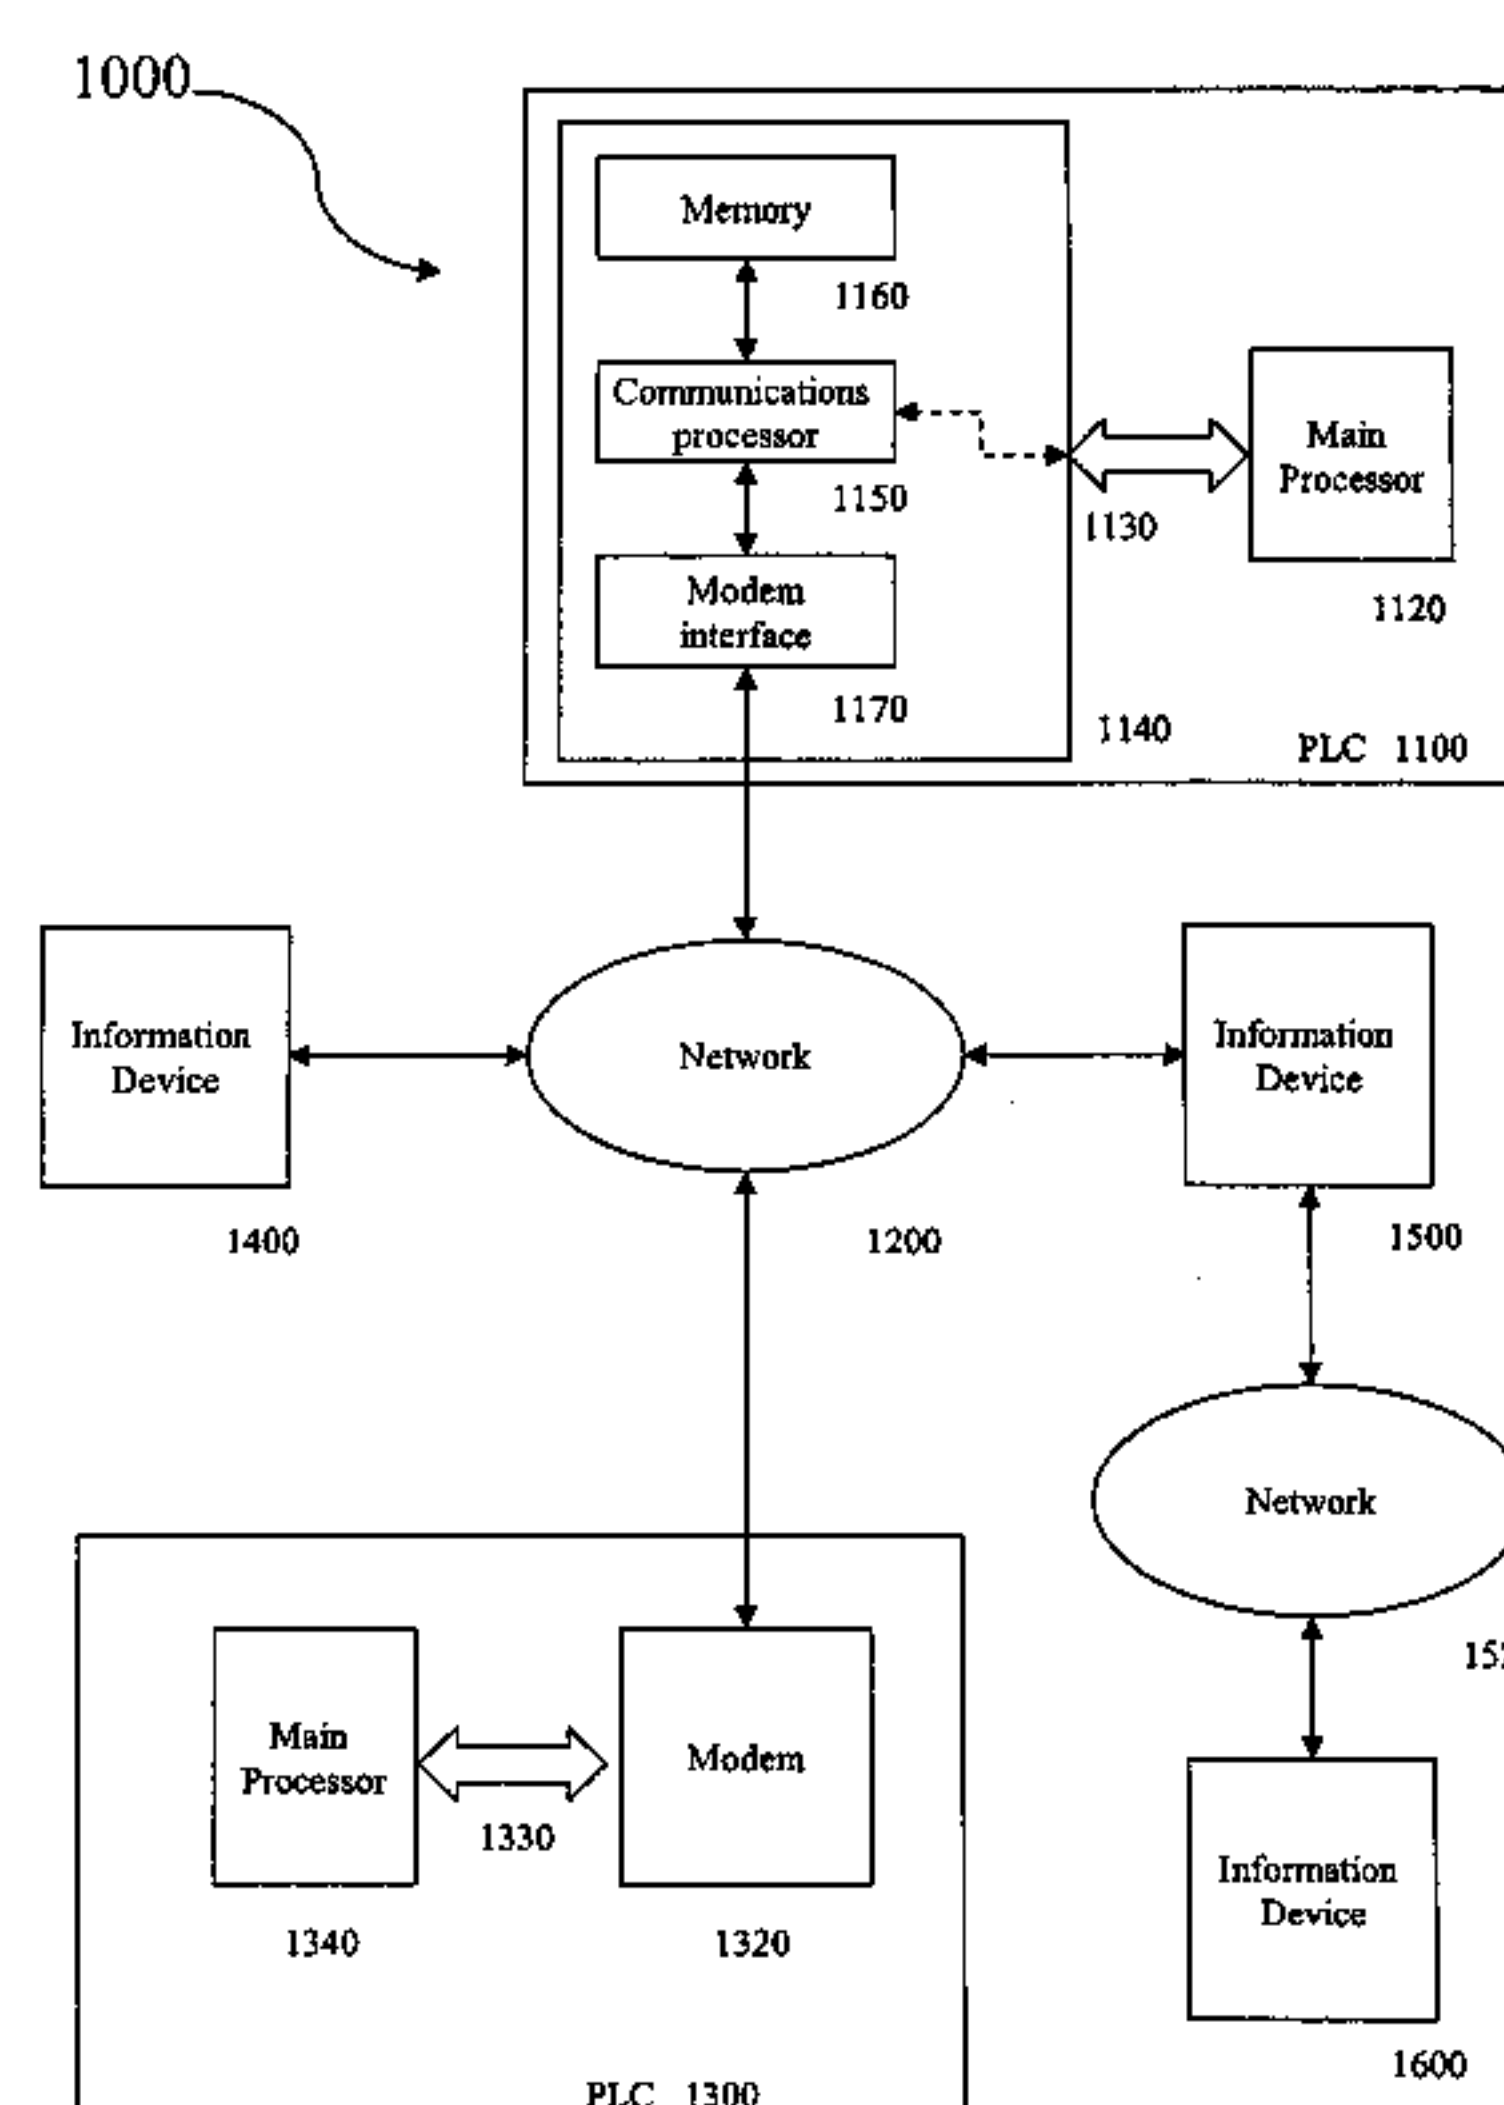 1000
Memory
1160
Communications
processor
1150
Main
Processor
1130
1120
Modem
interface
1170
1140
PLC 1100
Information
Device
1400
Network
1200
Information
Device
1500
Network
Main
Processor
1340
1330
Modem
1320
Information
Device
1600
PLC 1300